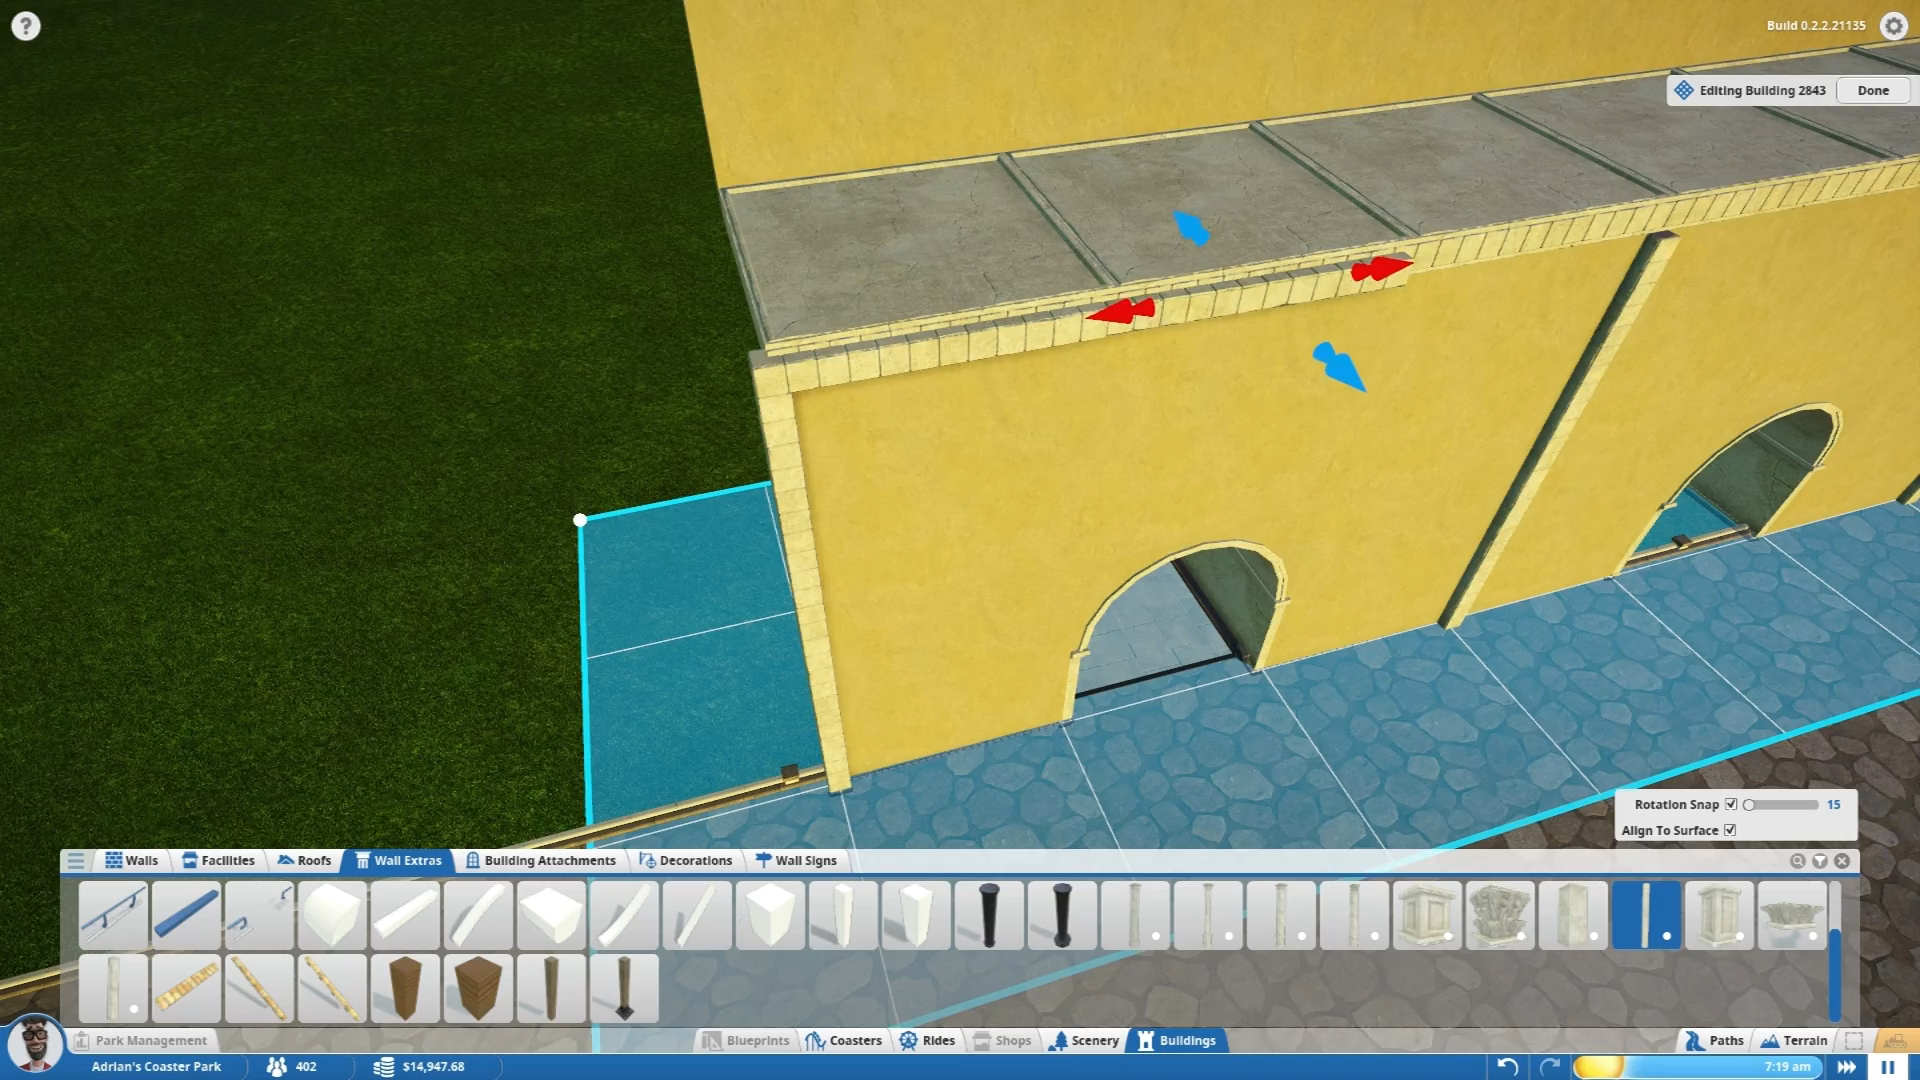 ?
Build 0.2.2.21135
Editing Building 2843
Done
Rotation Snap 15
Align To Surface
Walls
Facilities
Roofs
Wall Extras
Building Attachments
Decorations
Wall Signs
Park Management
Blueprints
Coasters
Rides
Shops
Scenery
Buildings
Paths
Terrain
Adrian's Coaster Park
402
$14,947.68
7:19 am